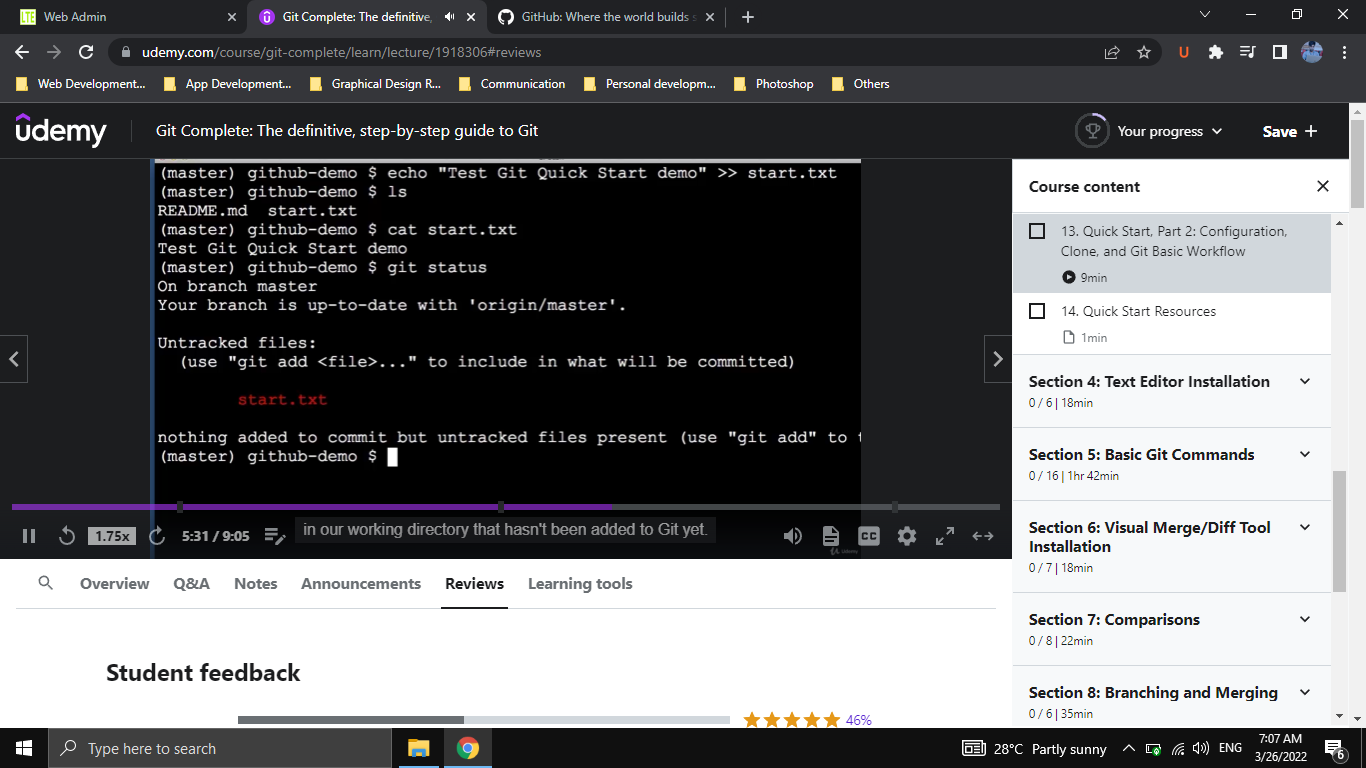 Web Admin
Git Complete: The definitive,
GitHub: Where the world builds
udemy.com/course/git-complete/learn/lecture/1918306#reviews
U
Web Development...
App Development...
Graphical Design R...
Communication
Personal developm...
Photoshop
Others
udemy
Git Complete: The definitive, step-by-step guide to Git
Your progress
Save +
(master) github-demo $ echo "Test Git Quick Start demo" >> start.txt
(master) github-demo $ ls
README.md start.txt
(master) github-demo $ cat start.txt
Test Git Quick Start demo
(master) github-demo $ git status
On branch master
Your branch is up-to-date with 'origin/master'.
Untracked files:
(use "git add <file>..." to include in what will be committed)
start.txt
nothing added to commit but untracked files present (use "git add" to t
(master) github-demo $
1.75x
5:31 / 9:05
in our working directory that hasn't been added to Git yet.
CC
Udemy
Course content
13. Quick Start, Part 2: Configuration,
Clone, and Git Basic Workflow
9min
14. Quick Start Resources
1min
Section 4: Text Editor Installation
0 / 6 | 18min
Section 5: Basic Git Commands
0 / 16 | 1hr 42min
Section 6: Visual Merge/Diff Tool
Installation
0 / 7 | 18min
Section 7: Comparisons
0 / 8 | 22min
Section 8: Branching and Merging
0 / 6 | 35min
Overview
Q&A
Notes
Announcements
Reviews
Learning tools
Student feedback
46%
Type here to search
28°C Partly sunny
ENG
7:07 AM
3/26/2022
6